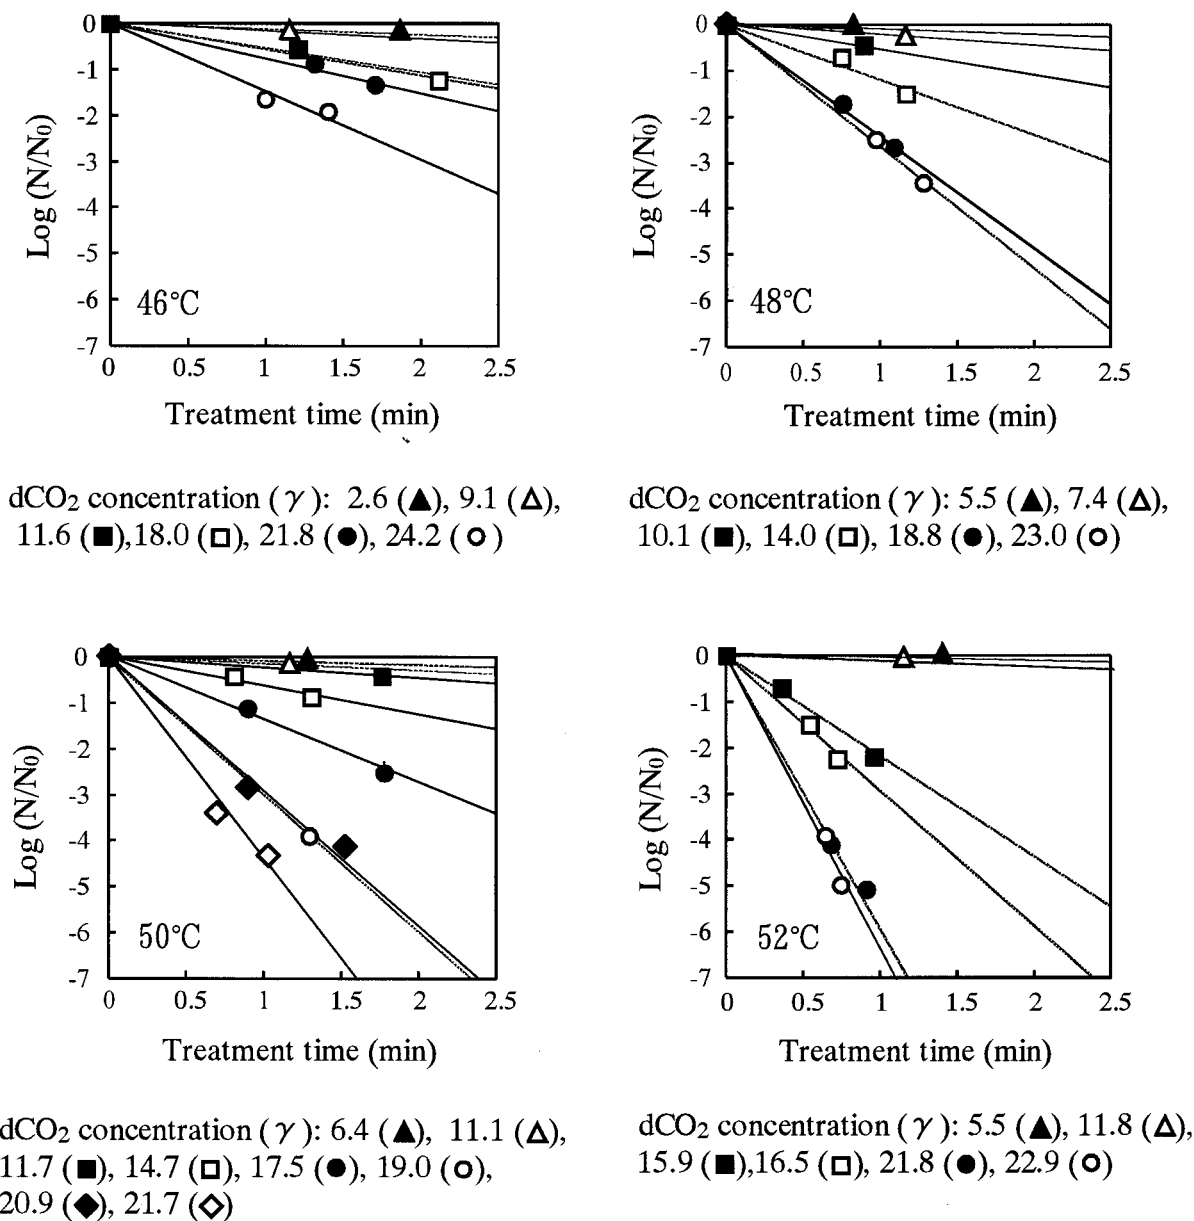 0
-1
-2
-3
-4
-5
-6
-7
Log (N/N0)
46℃
0 0.5 1 1.5 2 2.5
Treatment time (min)
dCO2 concentration (γ): 2.6 (▲), 9.1 (△),
11.6 (■),18.0 (□), 21.8 (●), 24.2 (○)
0
-1
-2
-3
-4
-5
-6
-7
Log (N/N0)
48℃
0 0.5 1 1.5 2 2.5
Treatment time (min)
dCO2 concentration (γ): 5.5 (▲), 7.4 (△),
10.1 (■), 14.0 (□), 18.8 (●), 23.0 (○)
0
-1
-2
-3
-4
-5
-6
-7
Log (N/N0)
50℃
0 0.5 1 1.5 2 2.5
Treatment time (min)
dCO2 concentration (γ): 6.4 (▲), 11.1 (△),
11.7 (■), 14.7 (□), 17.5 (●), 19.0 (○),
20.9 (◆), 21.7 (◇)
0
-1
-2
-3
-4
-5
-6
-7
Log (N/N0)
52℃
0 0.5 1 1.5 2 2.5
Treatment time (min)
dCO2 concentration (γ): 5.5 (▲), 11.8 (△),
15.9 (■),16.5 (□), 21.8 (●), 22.9 (○)